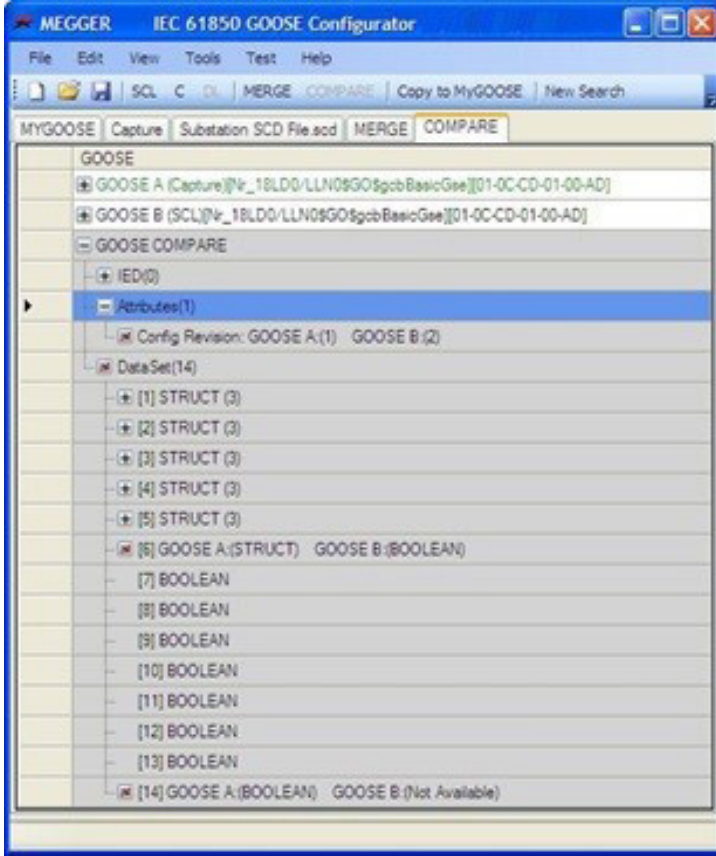 MEGGER IEC 61850 GOOSE Configurator
File Edit View Tools Test Help
SCL C DL MERGE COMPARE Copy to MyGOOSE New Search
MYGOOSE Capture Substation SCD File.scd MERGE COMPARE
GOOSE
GOOSE A (Capture)[Nr_18LD0/LLN0$GO$gcbBasicGse][01-0C-CD-01-00-AD]
GOOSE B (SCL)[Nr_18LD0/LLN0$GO$gcbBasicGse][01-0C-CD-01-00-AD]
GOOSE COMPARE
IED(0)
Attributes(1)
Config Revision: GOOSE A:(1) GOOSE B:(2)
DataSet(14)
[1] STRUCT (3)
[2] STRUCT (3)
[3] STRUCT (3)
[4] STRUCT (3)
[5] STRUCT (3)
[6] GOOSE A:(STRUCT) GOOSE B:(BOOLEAN)
[7] BOOLEAN
[8] BOOLEAN
[9] BOOLEAN
[10] BOOLEAN
[11] BOOLEAN
[12] BOOLEAN
[13] BOOLEAN
[14] GOOSE A:(BOOLEAN) GOOSE B:(Not Available)